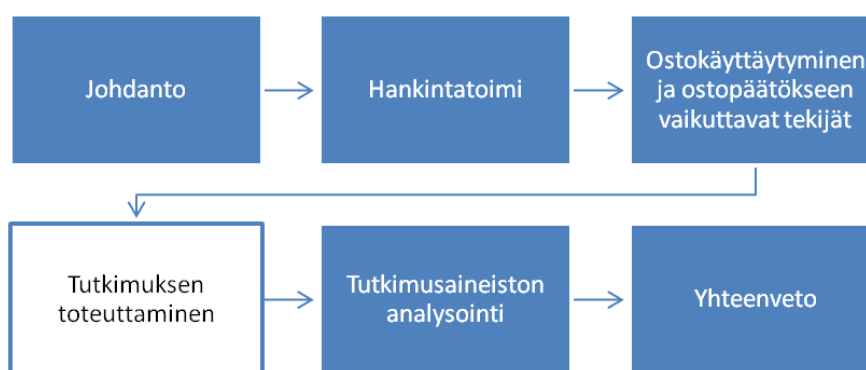 Johdanto
Hankintatoimi
Ostokäyttäytyminen
ja ostopäätökseen
vaikuttavat tekijät
Tutkimuksen
toteuttaminen
Tutkimusaineiston
analysointi
Yhteenveto